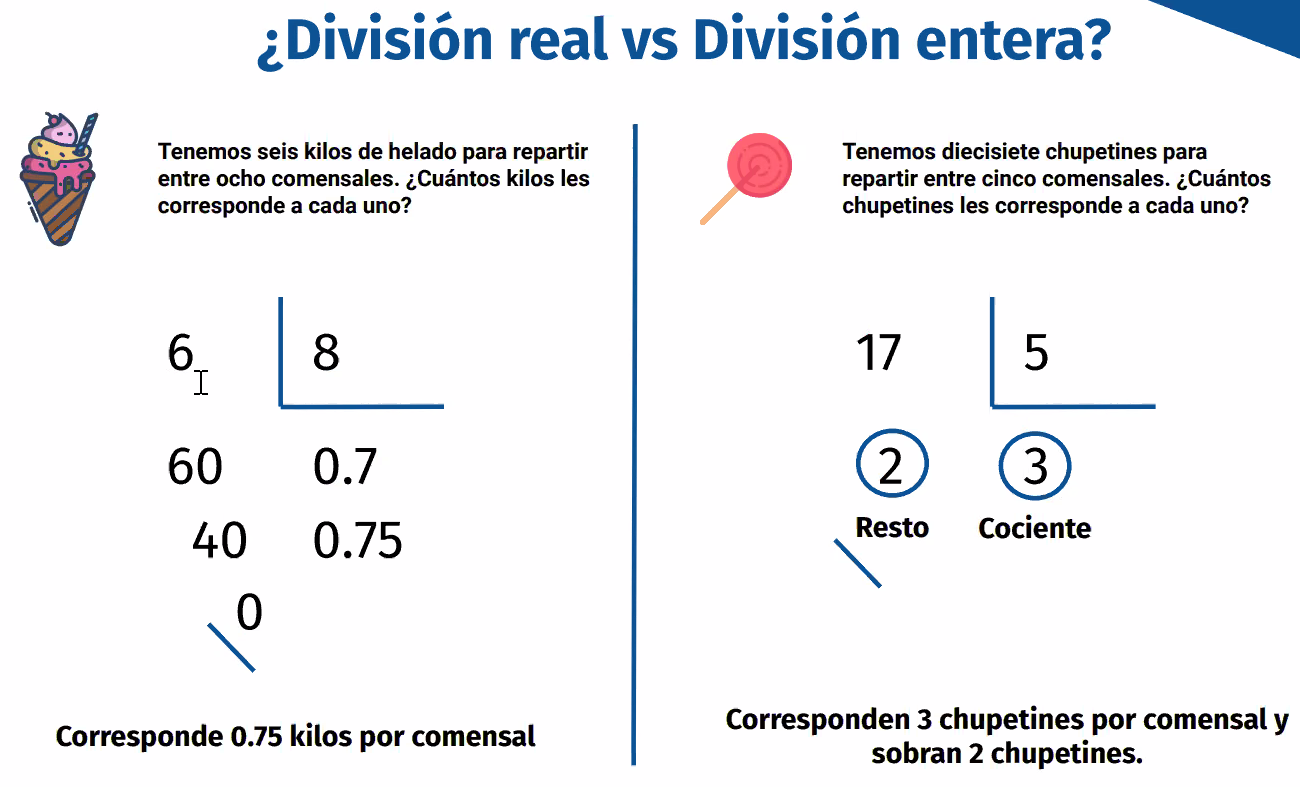 ¿División real vs División entera?
Tenemos seis kilos de helado para repartir
entre ocho comensales. ¿Cuántos kilos les
corresponde a cada uno?
6 8
60 0.7
40 0.75
0
Corresponde 0.75 kilos por comensal
Tenemos diecisiete chupetines para
repartir entre cinco comensales. ¿Cuántos
chupetines les corresponde a cada uno?
17 5
2 3
Resto Cociente
Corresponden 3 chupetines por comensal y
sobran 2 chupetines.